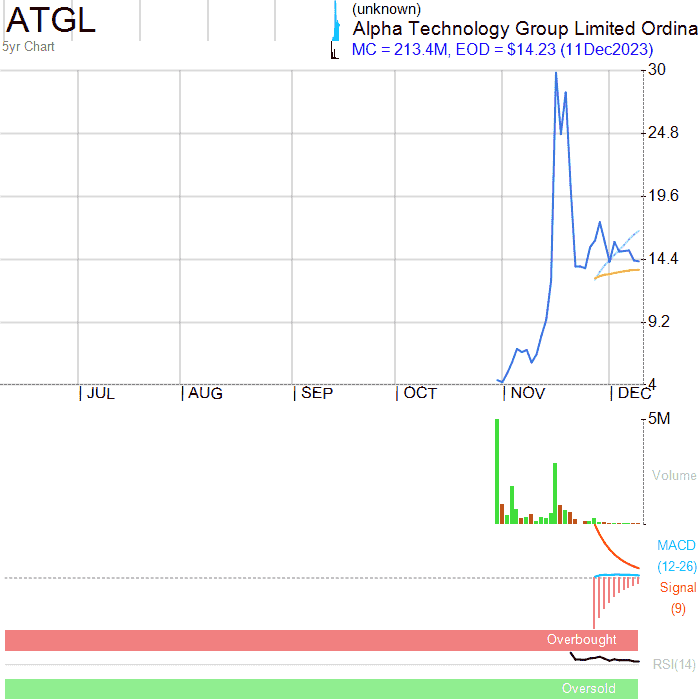 ATGL
(unknown)
Alpha Technology Group Limited Ordina
5yr Chart
MC = 213.4M, EOD = $14.23 (11Dec2023)
30
24.8
19.6
14.4
9.2
4
| JUL | AUG | SEP | OCT | NOV | DEC
5M
Volume
MACD
(12-26)
Signal
(9)
Overbought
RSI(14)
Oversold